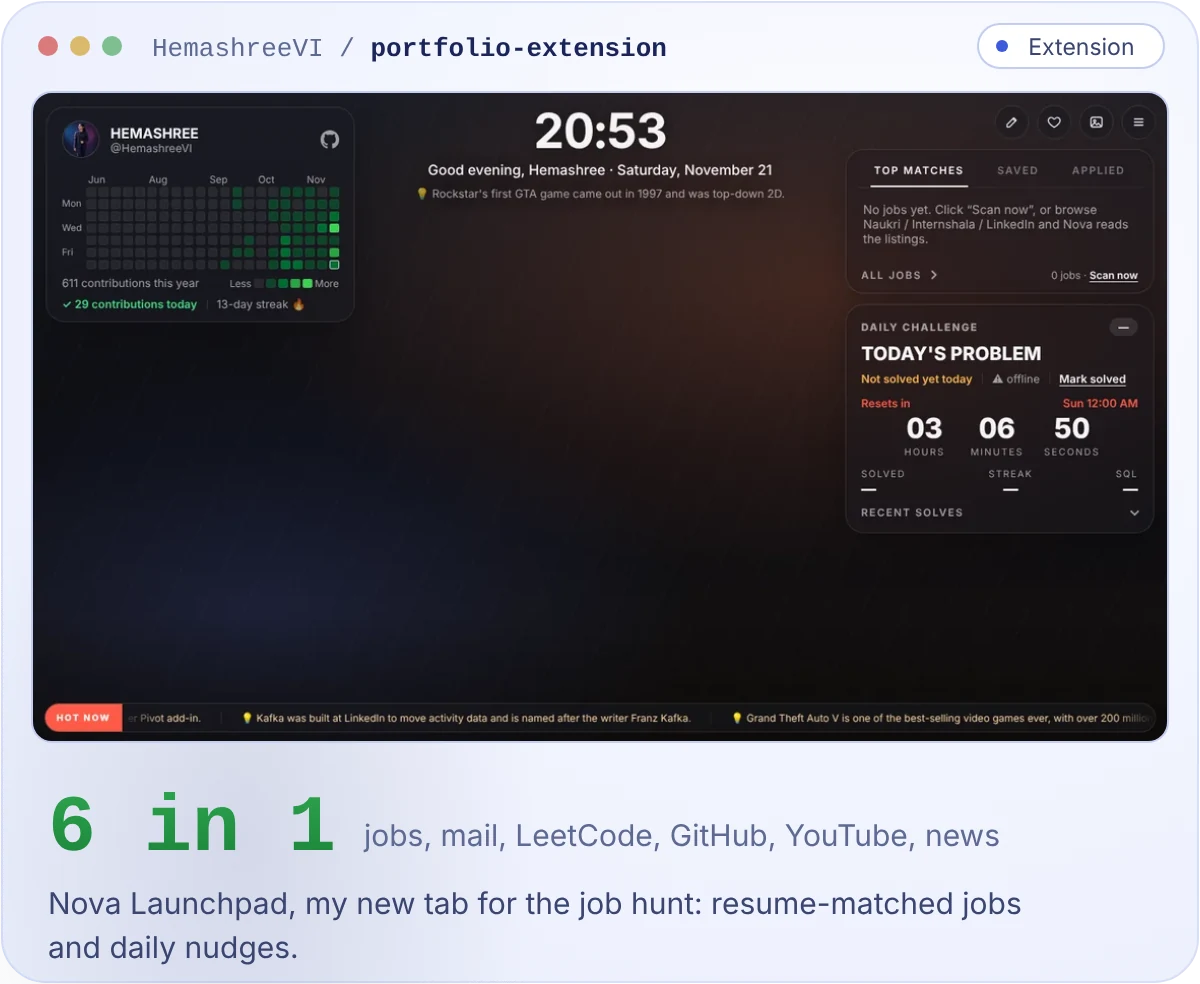 HemashreeVI / portfolio-extension
Extension
HEMASHREE
@HemashreeVI
Jun Aug Sep Oct Nov
Mon
Wed
Fri
611 contributions this year
Less More
✓ 29 contributions today
13-day streak 🔥
20:53
Good evening, Hemashree · Saturday, November 21
💡 Rockstar's first GTA game came out in 1997 and was top-down 2D.
TOP MATCHES SAVED APPLIED
No jobs yet. Click “Scan now”, or browse
Naukri / Internshala / LinkedIn and Nova reads
the listings.
ALL JOBS
0 jobs · Scan now
DAILY CHALLENGE
TODAY'S PROBLEM
Not solved yet today
⚠ offline
Mark solved
Resets in
Sun 12:00 AM
03 06 50
HOURS MINUTES SECONDS
SOLVED STREAK SQL
— — —
RECENT SOLVES
HOT NOW
er Pivot add-in.
💡 Kafka was built at LinkedIn to move activity data and is named after the writer Franz Kafka.
💡 Grand Theft Auto V is one of the best-selling video games ever, with over 200
6 in 1 jobs, mail, LeetCode, GitHub, YouTube, news
Nova Launchpad, my new tab for the job hunt: resume-matched jobs
and daily nudges.